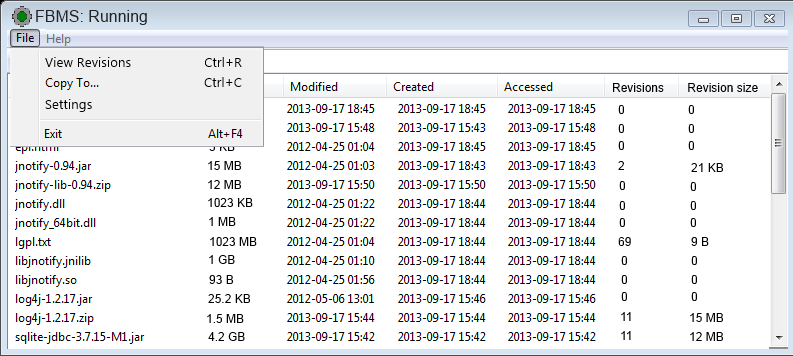 FBMS: Running
File Help
View Revisions Ctrl+R
Copy To... Ctrl+C
Settings
Exit Alt+F4
Modified Created Accessed Revisions Revision size
2013-09-17 18:45 2013-09-17 18:45 2013-09-17 18:45 0 0
2013-09-17 15:48 2013-09-17 15:43 2013-09-17 15:48 0 0
epl.html 5 KB 2012-04-25 01:04 2013-09-17 18:45 2013-09-17 18:45 0 0
jnotify-0.94.jar 15 MB 2012-04-25 01:03 2013-09-17 18:43 2013-09-17 18:43 2 21 KB
jnotify-lib-0.94.zip 12 MB 2013-09-17 15:50 2013-09-17 15:50 2013-09-17 15:50 0 0
jnotify.dll 1023 KB 2012-04-25 01:22 2013-09-17 18:44 2013-09-17 18:44 0 0
jnotify_64bit.dll 1 MB 2012-04-25 01:22 2013-09-17 18:44 2013-09-17 18:44 0 0
lgpl.txt 1023 MB 2012-04-25 01:04 2013-09-17 18:44 2013-09-17 18:44 69 9 B
libjnotify.jnilib 1 GB 2012-04-25 01:10 2013-09-17 18:44 2013-09-17 18:44 0 0
libjnotify.so 93 B 2012-04-25 01:56 2013-09-17 18:44 2013-09-17 18:44 0 0
log4j-1.2.17.jar 25.2 KB 2012-05-06 13:01 2013-09-17 15:46 2013-09-17 15:46 0 0
log4j-1.2.17.zip 1.5 MB 2013-09-17 15:44 2013-09-17 15:44 2013-09-17 15:44 11 15 MB
sqlite-jdbc-3.7.15-M1.jar 4.2 GB 2013-09-17 15:42 2013-09-17 15:42 2013-09-17 15:42 11 12 MB